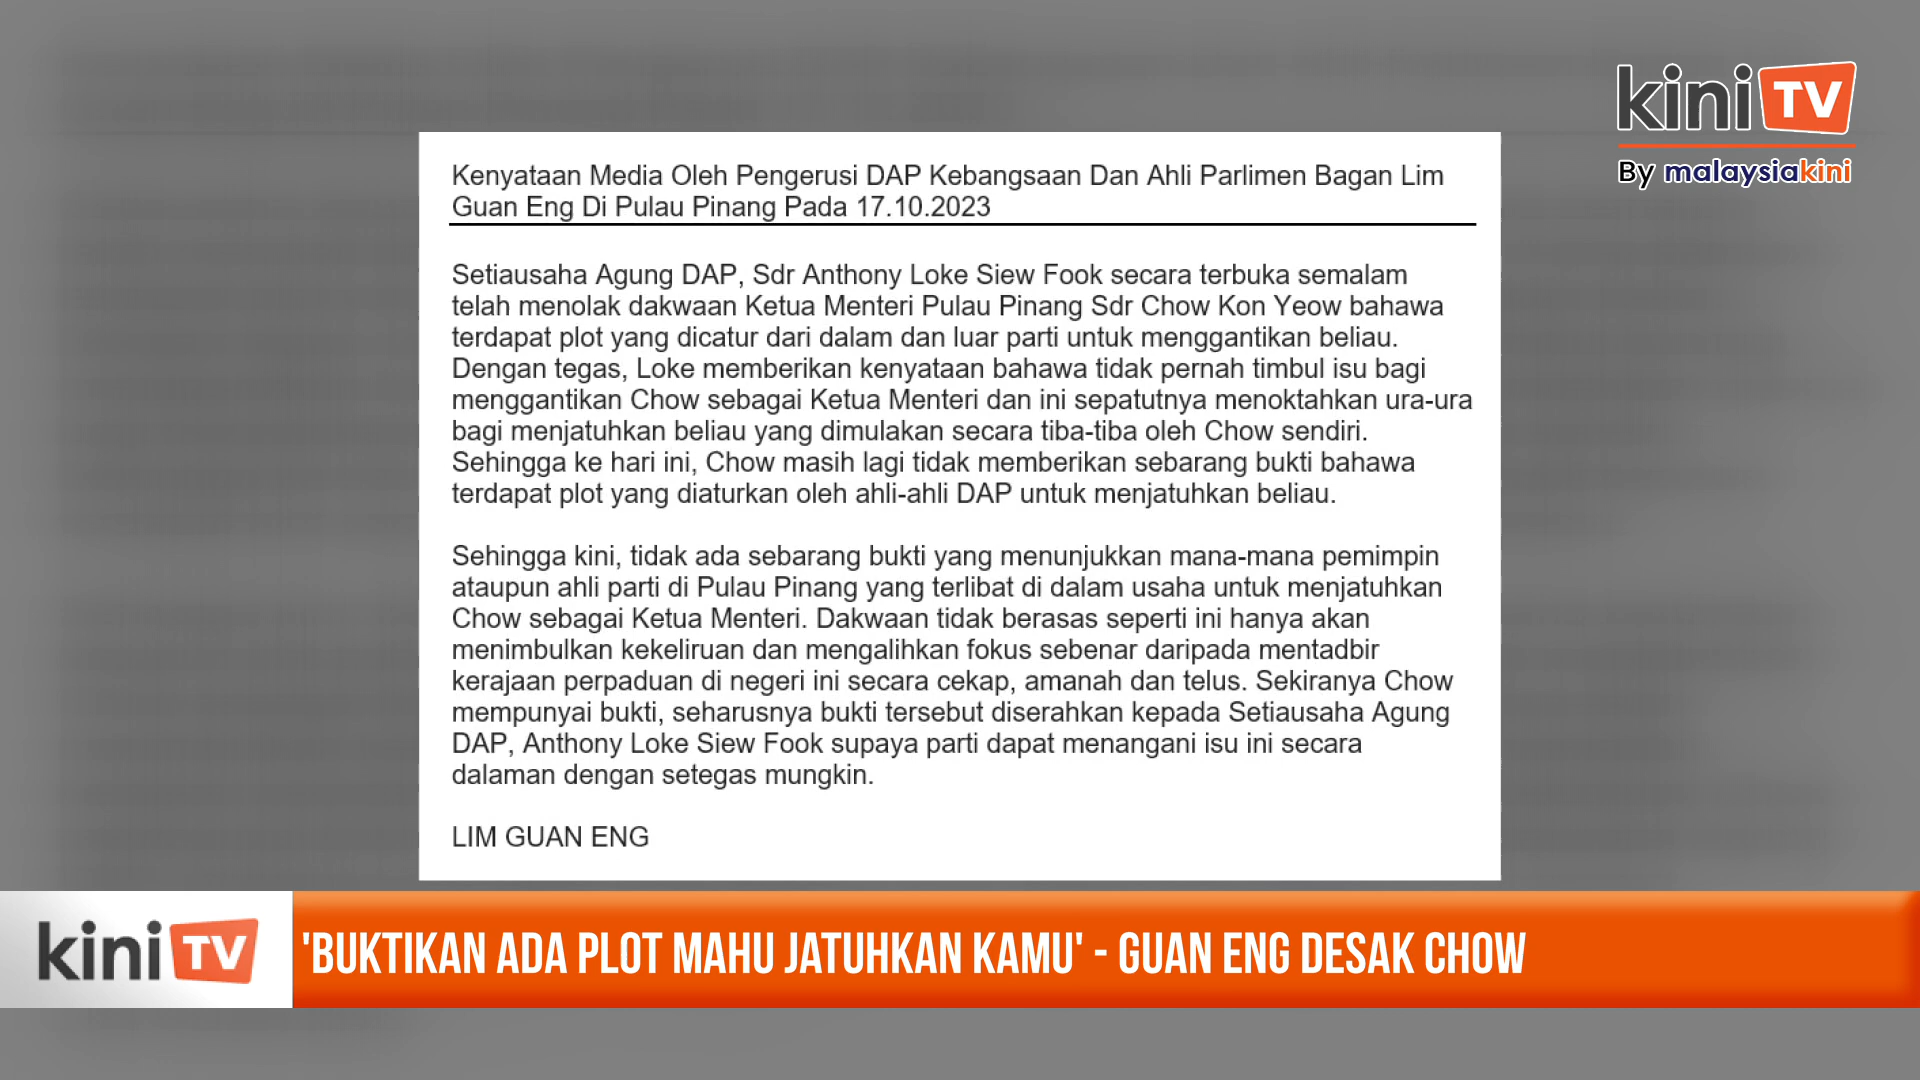 kini TV
By malaysiakini
Kenyataan Media Oleh Pengerusi DAP Kebangsaan Dan Ahli Parlimen Bagan Lim
Guan Eng Di Pulau Pinang Pada 17.10.2023
Setiausaha Agung DAP, Sdr Anthony Loke Siew Fook secara terbuka semalam
telah menolak dakwaan Ketua Menteri Pulau Pinang Sdr Chow Kon Yeow bahawa
terdapat plot yang dicatur dari dalam dan luar parti untuk menggantikan beliau.
Dengan tegas, Loke memberikan kenyataan bahawa tidak pernah timbul isu bagi
menggantikan Chow sebagai Ketua Menteri dan ini sepatutnya menoktahkan ura-ura
bagi menjatuhkan beliau yang dimulakan secara tiba-tiba oleh Chow sendiri.
Sehingga ke hari ini, Chow masih lagi tidak memberikan sebarang bukti bahawa
terdapat plot yang diaturkan oleh ahli-ahli DAP untuk menjatuhkan beliau.
Sehingga kini, tidak ada sebarang bukti yang menunjukkan mana-mana pemimpin
ataupun ahli parti di Pulau Pinang yang terlibat di dalam usaha untuk menjatuhkan
Chow sebagai Ketua Menteri. Dakwaan tidak berasas seperti ini hanya akan
menimbulkan kekeliruan dan mengalihkan fokus sebenar daripada mentadbir
kerajaan perpaduan di negeri ini secara cekap, amanah dan telus. Sekiranya Chow
mempunyai bukti, seharusnya bukti tersebut diserahkan kepada Setiausaha Agung
DAP, Anthony Loke Siew Fook supaya parti dapat menangani isu ini secara
dalaman dengan setegas mungkin.
LIM GUAN ENG
kini TV
'BUKTIKAN ADA PLOT MAHU JATUHKAN KAMU' - GUAN ENG DESAK CHOW